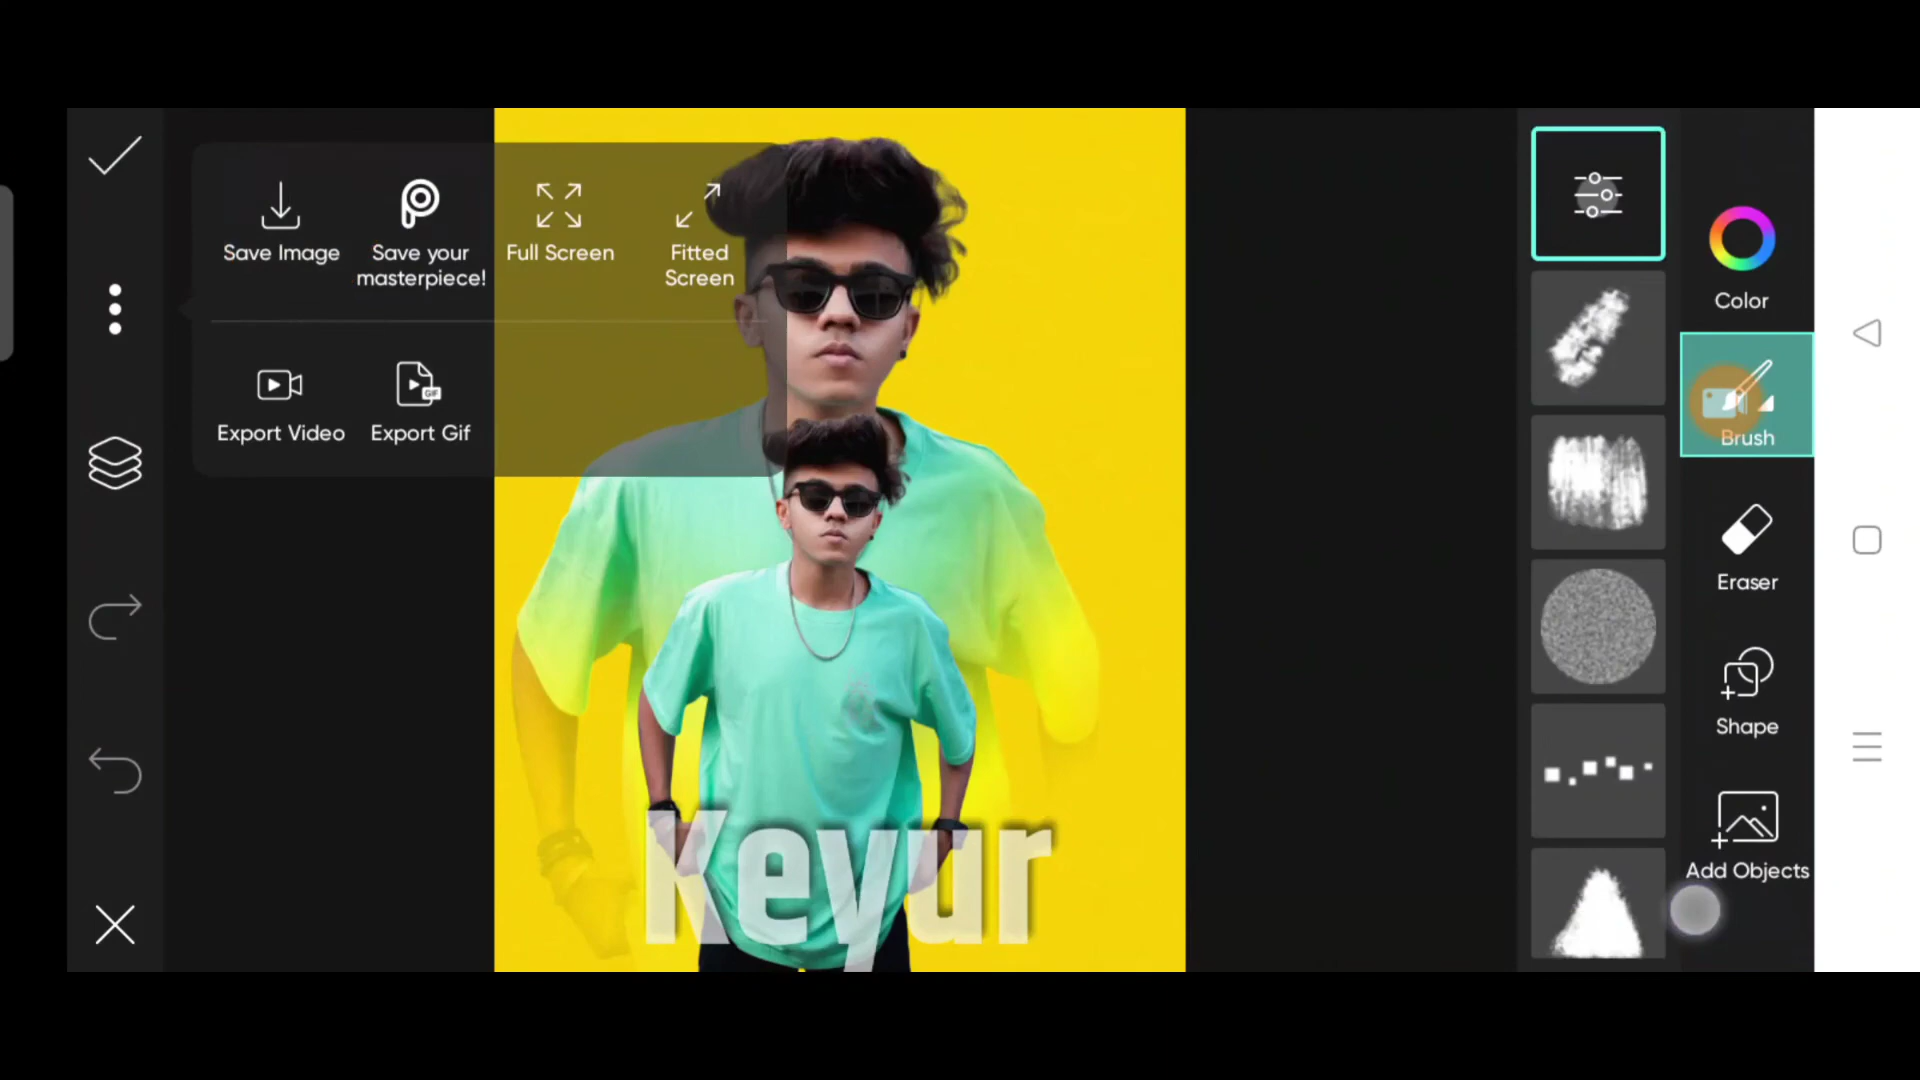 Save Image
Save your
masterpiece!
Full Screen
Fitted
Screen
Export Video
Export Gif
GIF
Color
Brush
Eraser
Shape
Add Objects
Keyur